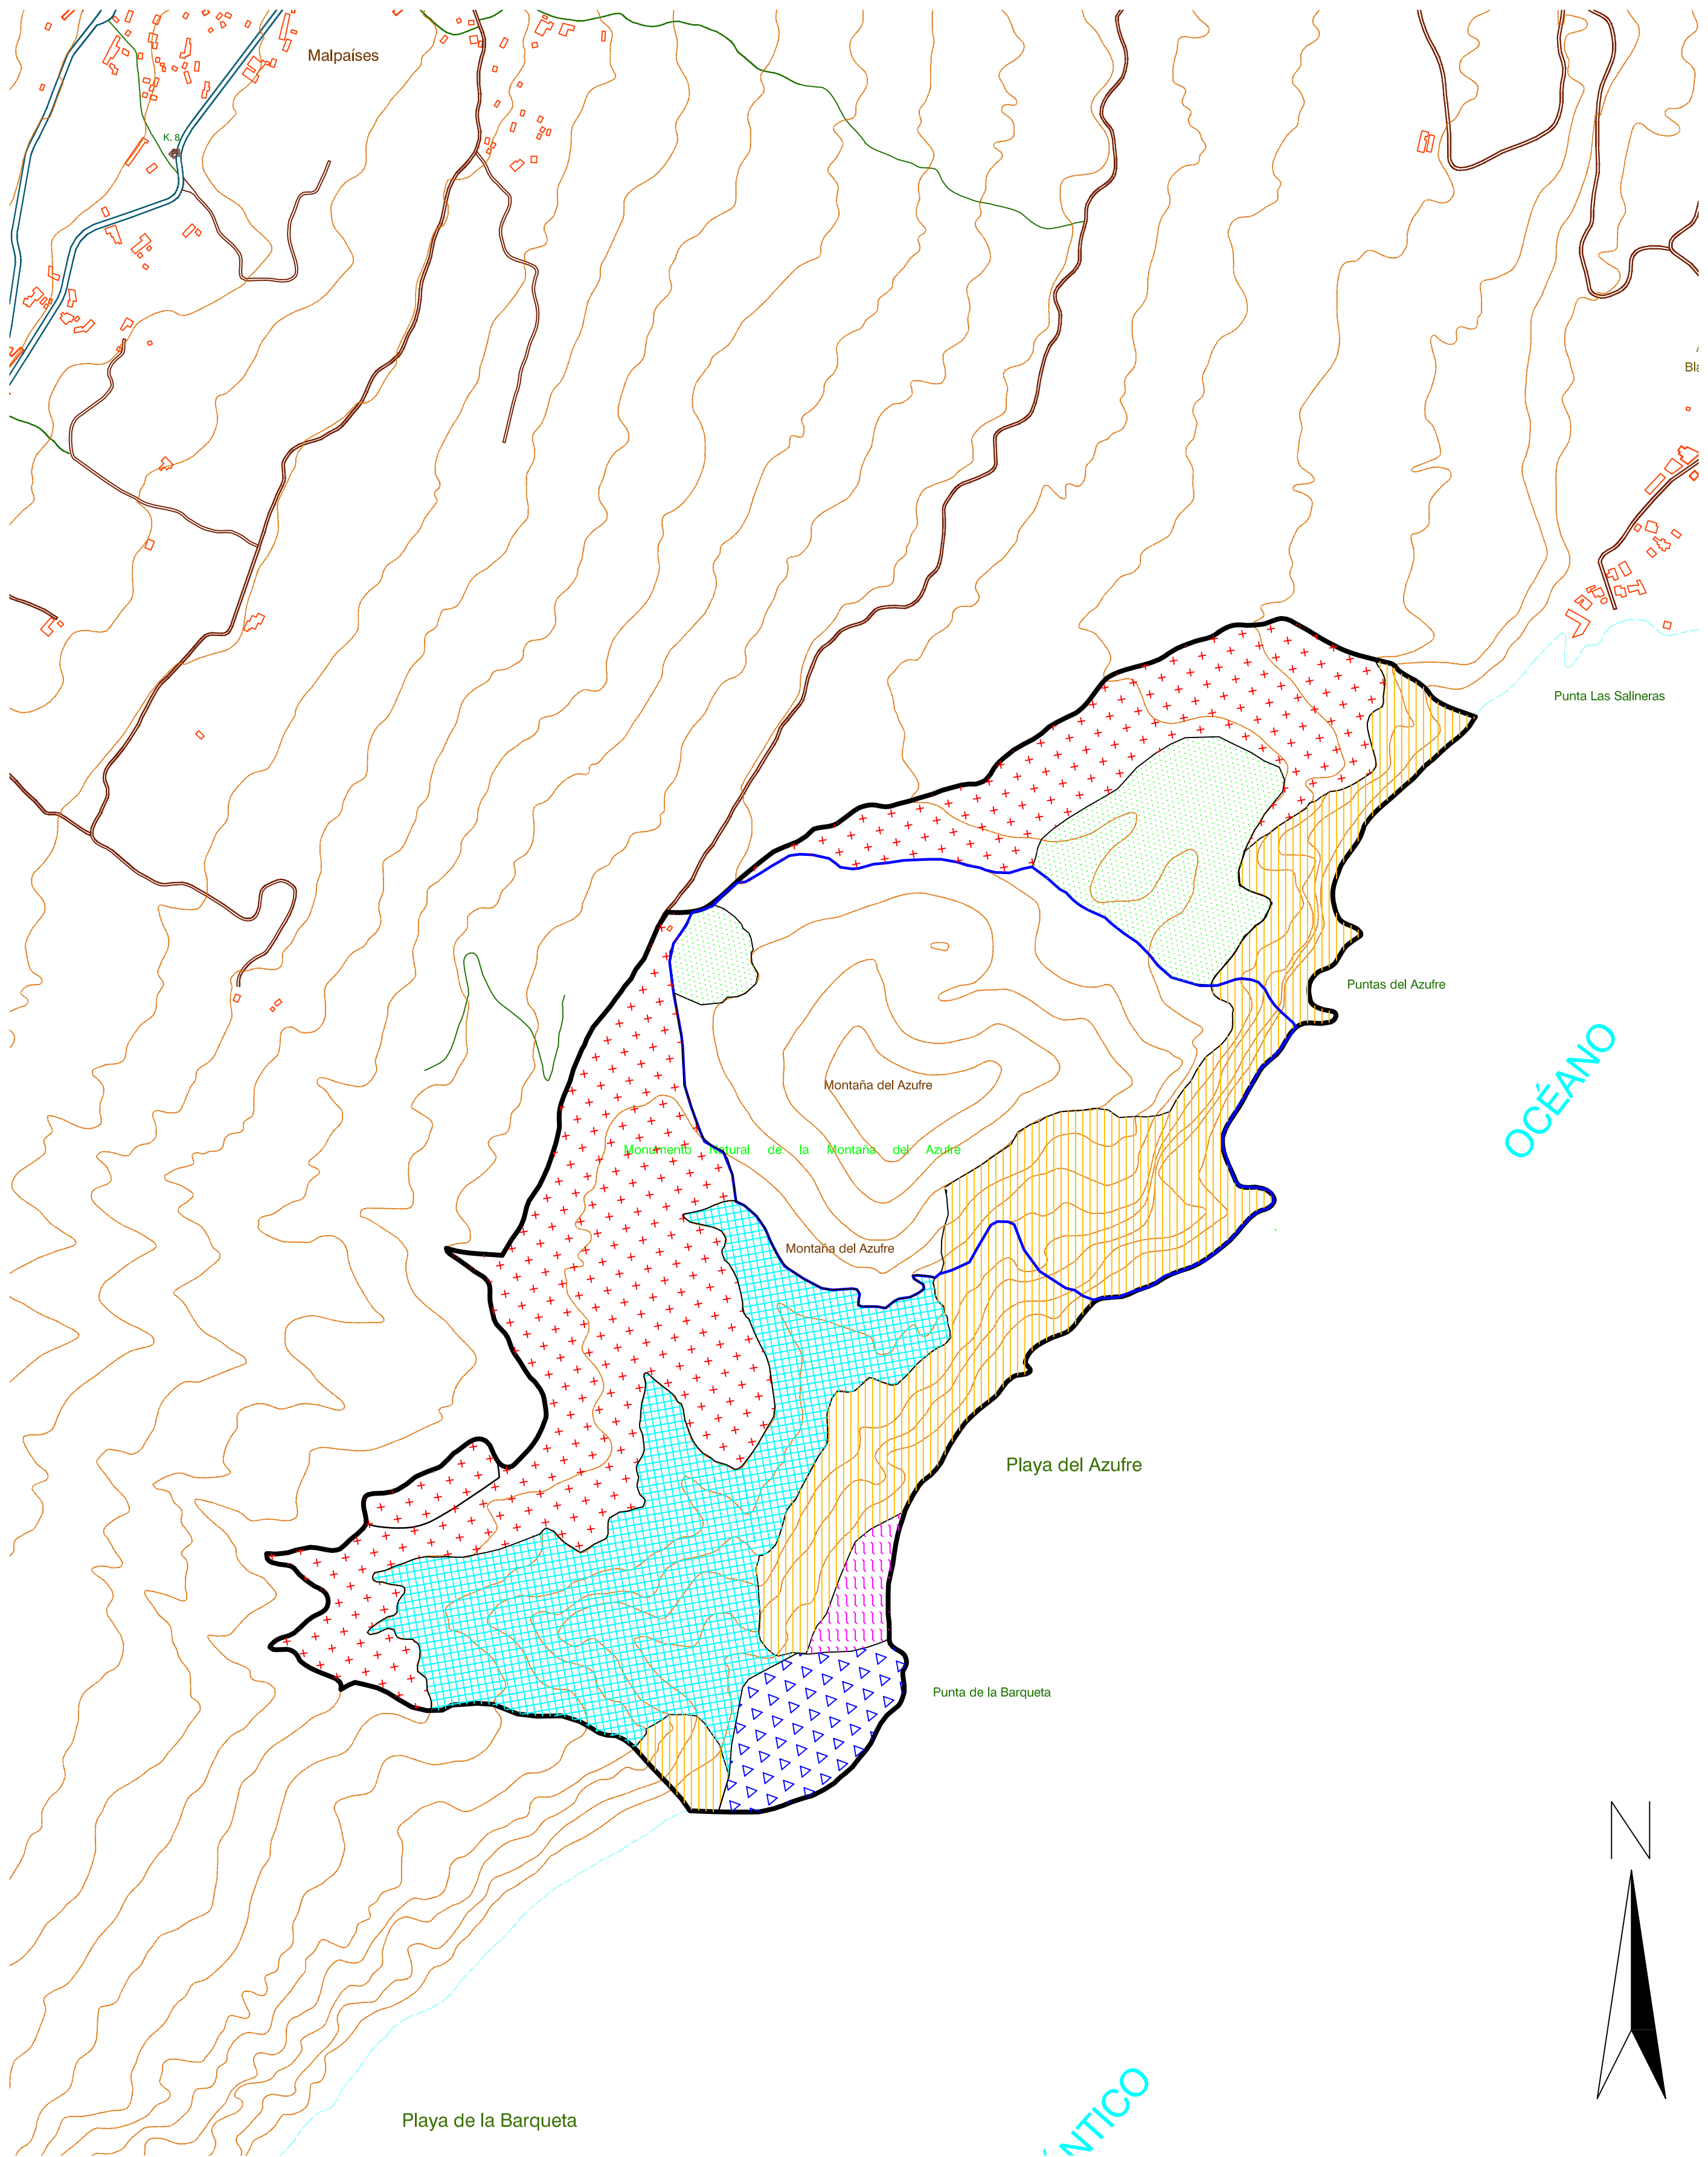 Malpaíses
K. 8
Punta Las Salineras
Puntas del Azufre
OCÉANO
Montaña del Azufre
Monumento Natural de la Montaña del Azufre
Montaña del Azufre
Playa del Azufre
Punta de la Barqueta
N
Playa de la Barqueta
ÁNTICO